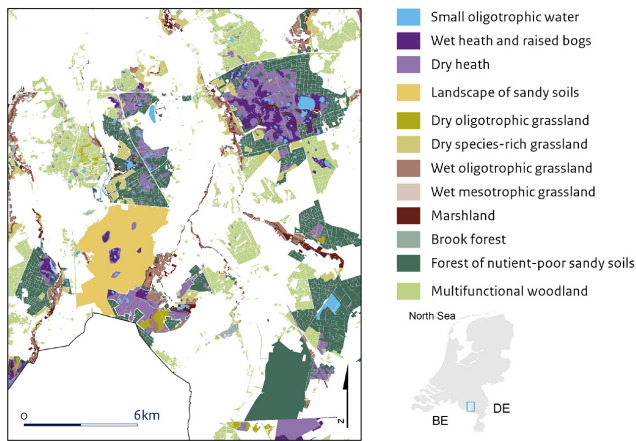 Small oligotrophic water
Wet heath and raised bogs
Dry heath
Landscape of sandy soils
Dry oligotrophic grassland
Dry species-rich grassland
Wet oligotrophic grassland
Wet mesotrophic grassland
Marshland
Brook forest
Forest of nutient-poor sandy soils
Multifunctional woodland
North Sea
BE
DE
o
6km
N